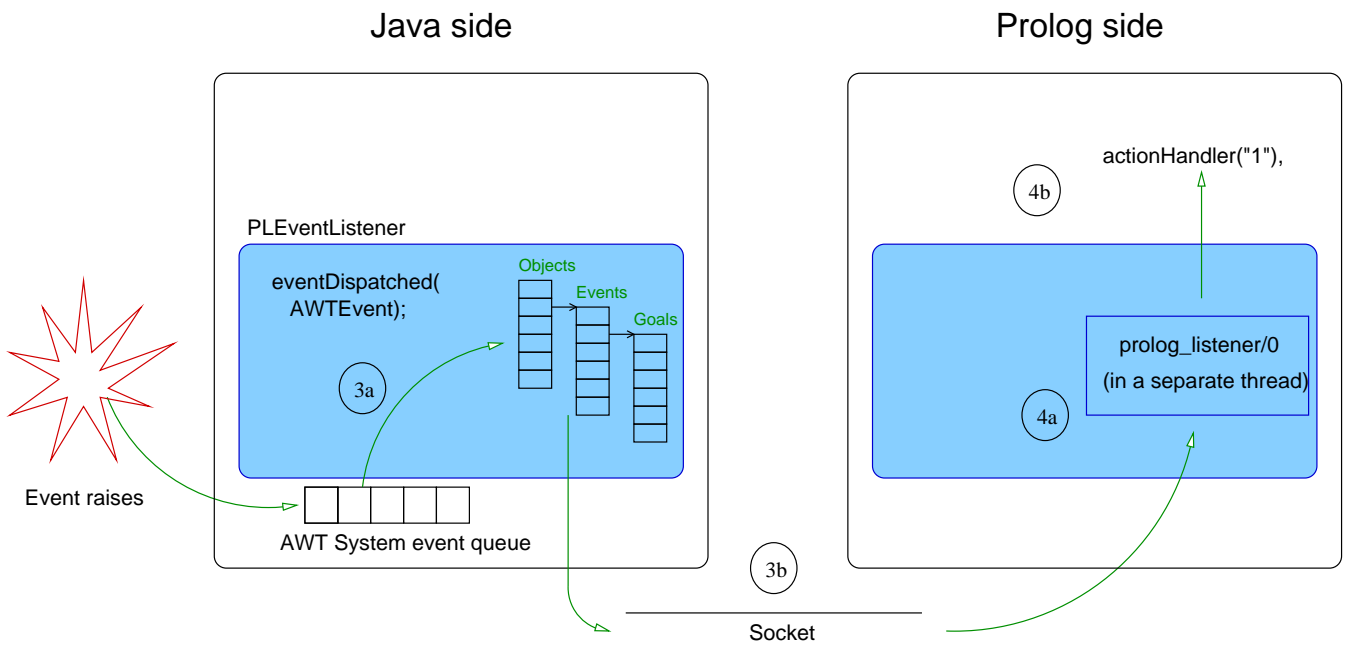 Java side
Prolog side
actionHandler("1"),
4b
PLEventListener
eventDispatched(
AWTEvent);
Objects
Events
Goals
prolog_listener/0
(in a separate thread)
3a
4a
Event raises
AWT System event queue
3b
Socket